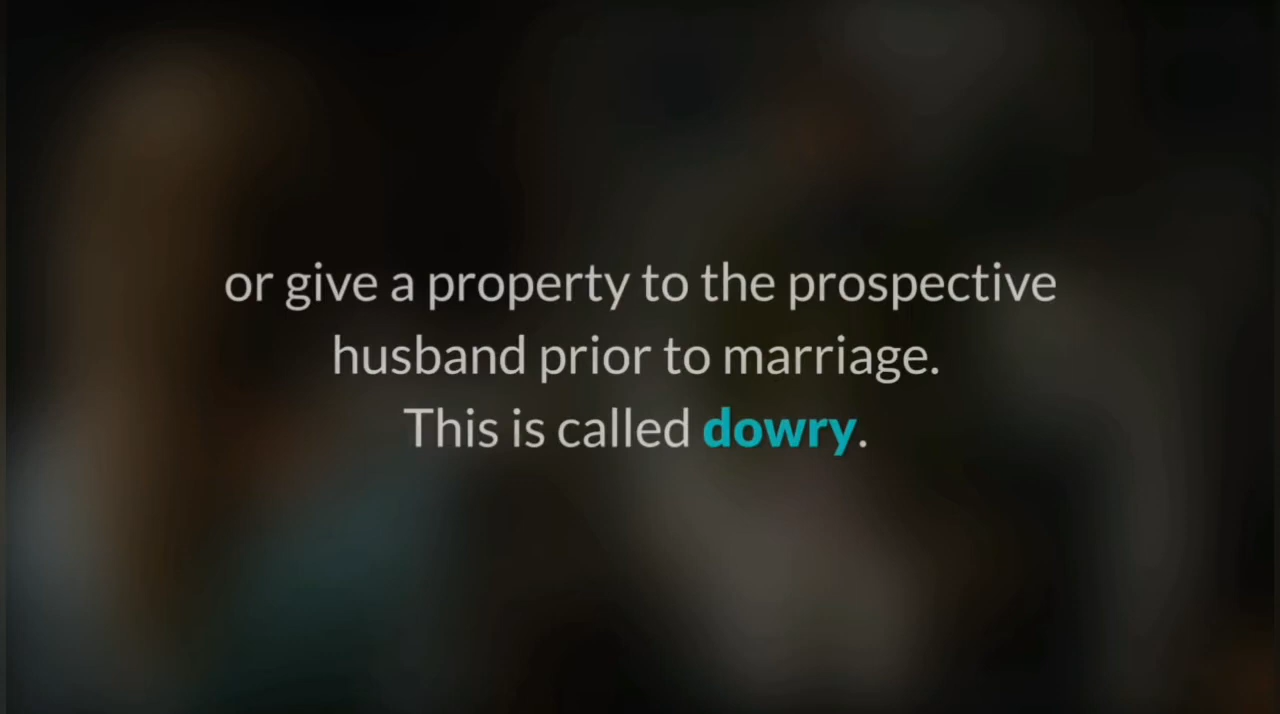 or give a property to the prospective
husband prior to marriage.
This is called dowry.